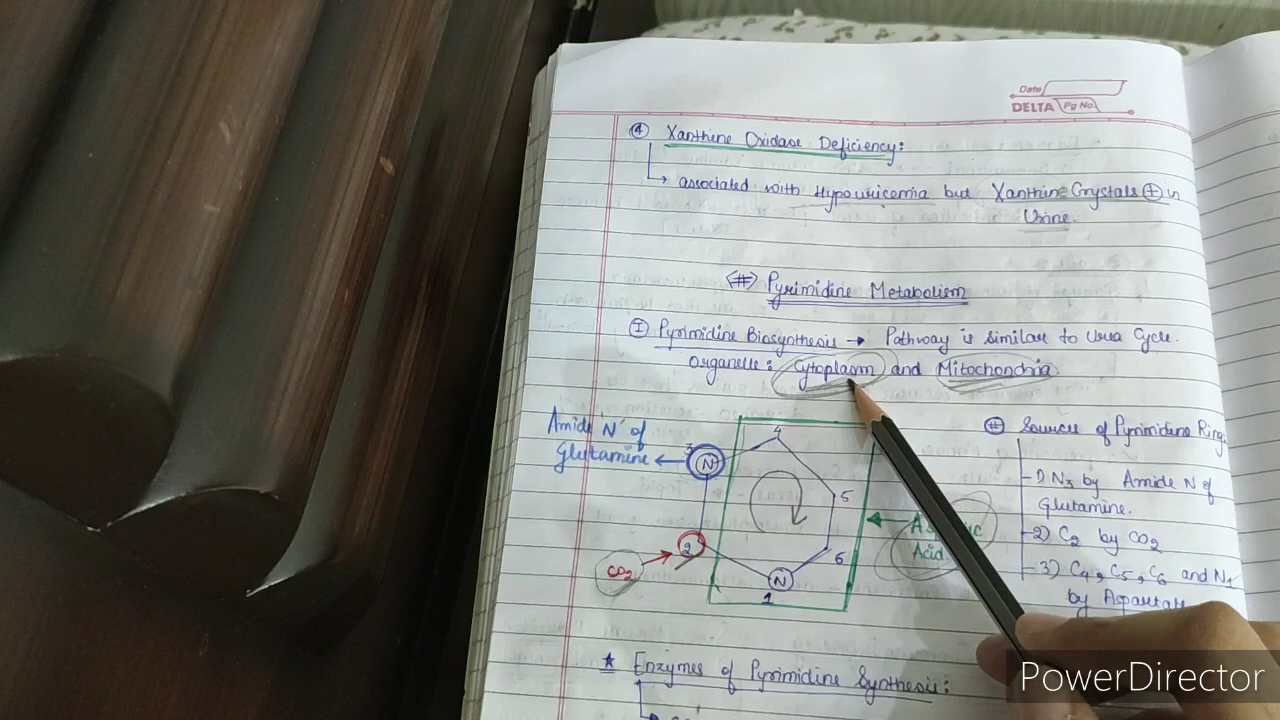 Date
DELTA Pg No.
④ Xanthine Oxidase Deficiency:
↳ associated with Hypouricemia but Xanthine Crystals ⊕ in
Urine.
<#> Pyrimidine Metabolism
Ⓘ Pyrimidine Biosynthesis → Pathway is similar to Urea Cycle.
Organelle: Cytoplasm and Mitochondria
Amide 'N' of
Glutamine ←
3 N
4
5
6
N
1
2
CO2 →
← Acid
# Sources of Pyrimidine Ring:
1) N3 by Amide N of
Glutamine.
2) C2 by CO2
3) C4, C5, C6 and N1
by Aspartate
★ Enzymes of Pyrimidine Synthesis:
PowerDirector